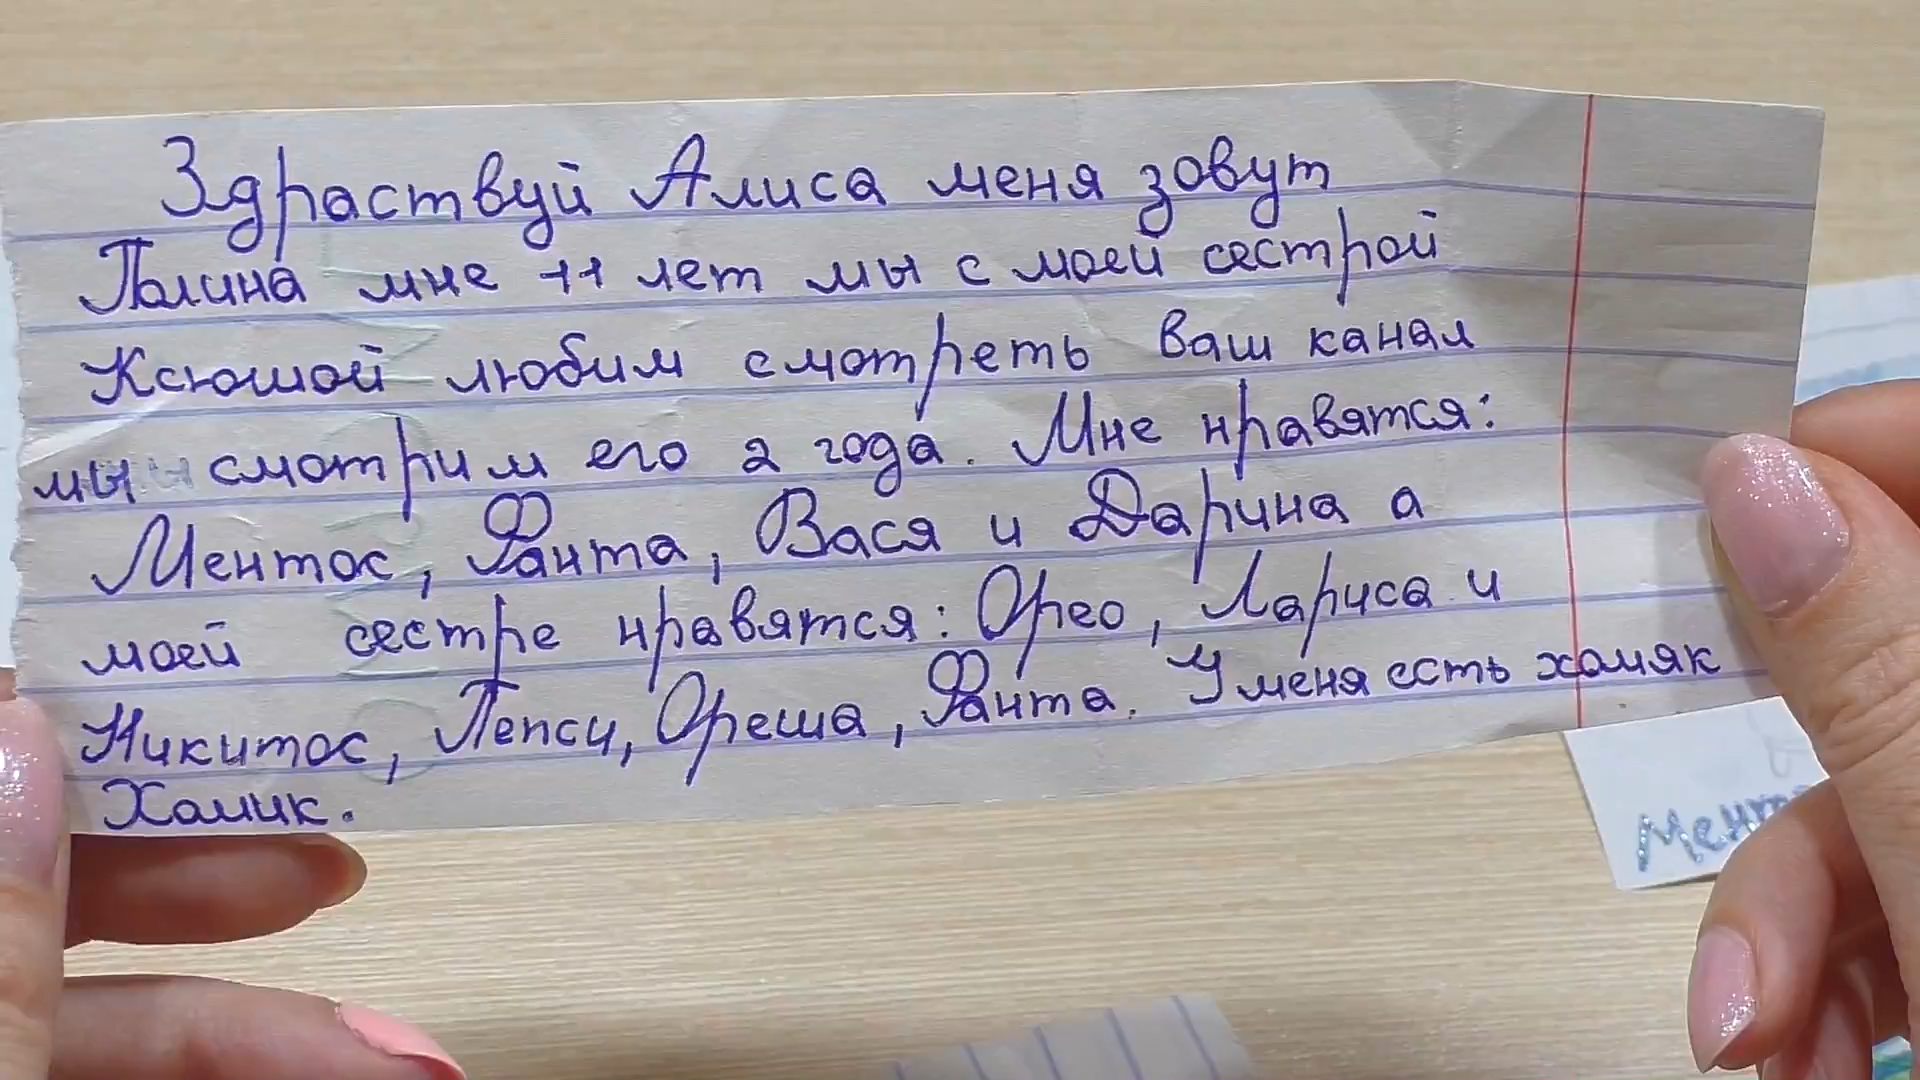 Здраствуй Алиса меня зовут
Полина мне 11 лет мы с моей сестрой
Ксюшой любим смотреть ваш канал
мы смотрим его 2 года. Мне нравятся:
Ментос, Фанта, Вася и Дарина а
моей сестре нравятся: Орео, Лариса и
Никитос, Пепси, Ореша, Фанта. У меня есть хомяк
Хомик.
Мент